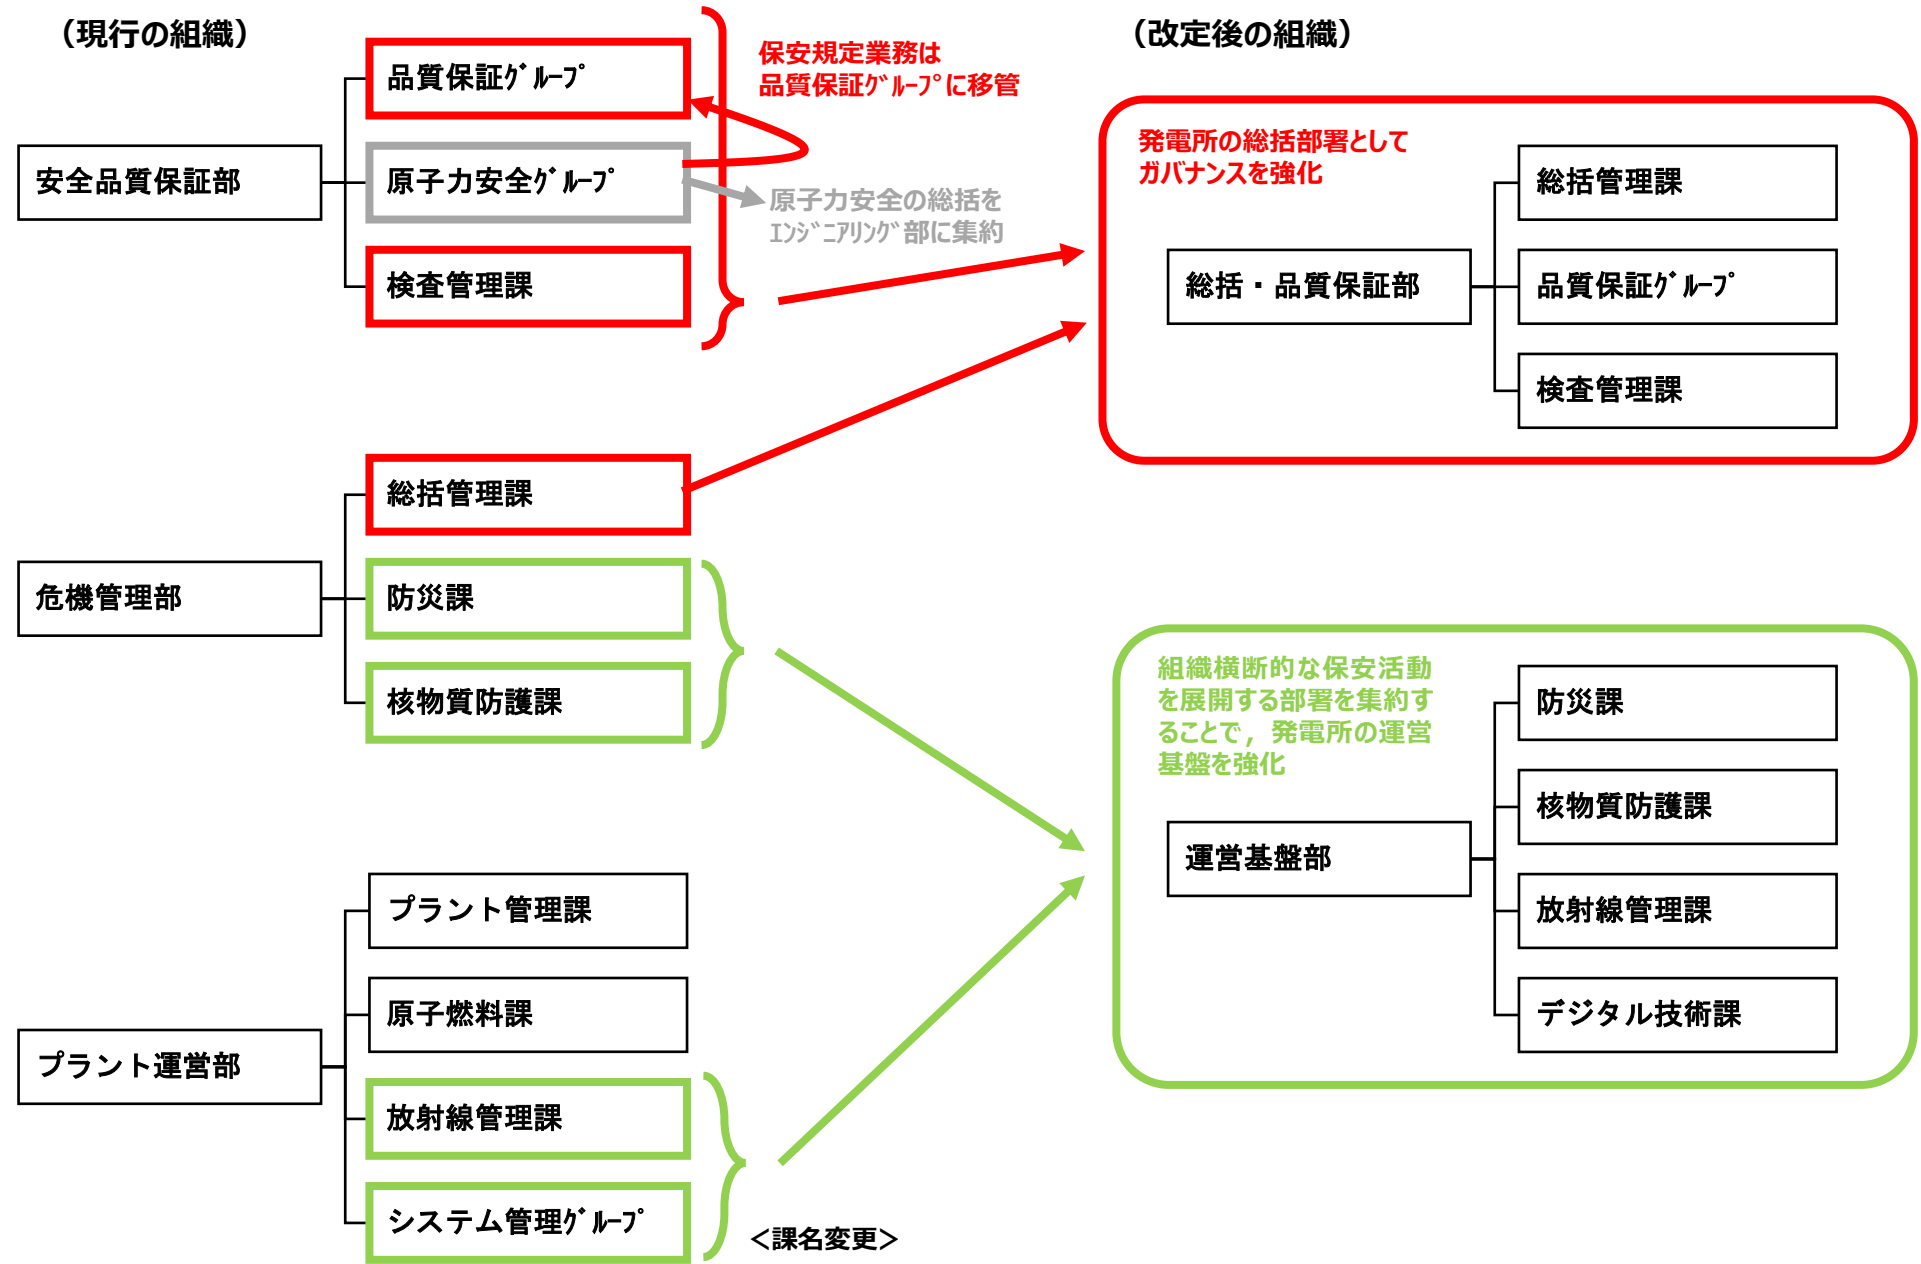 （現行の組織）
品質保証ｸﾞﾙｰﾌﾟ
安全品質保証部
原子力安全ｸﾞﾙｰﾌﾟ
検査管理課
保安規定業務は
品質保証ｸﾞﾙｰﾌﾟに移管
原子力安全の総括を
ｴﾝｼﾞﾆｱﾘﾝｸﾞ部に集約
総括管理課
危機管理部
防災課
核物質防護課
プラント管理課
原子燃料課
プラント運営部
放射線管理課
システム管理ｸﾞﾙｰﾌﾟ
＜課名変更＞
（改定後の組織）
発電所の総括部署として
ガバナンスを強化
総括管理課
総括・品質保証部
品質保証ｸﾞﾙｰﾌﾟ
検査管理課
組織横断的な保安活動
を展開する部署を集約す
ることで，発電所の運営
基盤を強化
防災課
核物質防護課
運営基盤部
放射線管理課
デジタル技術課